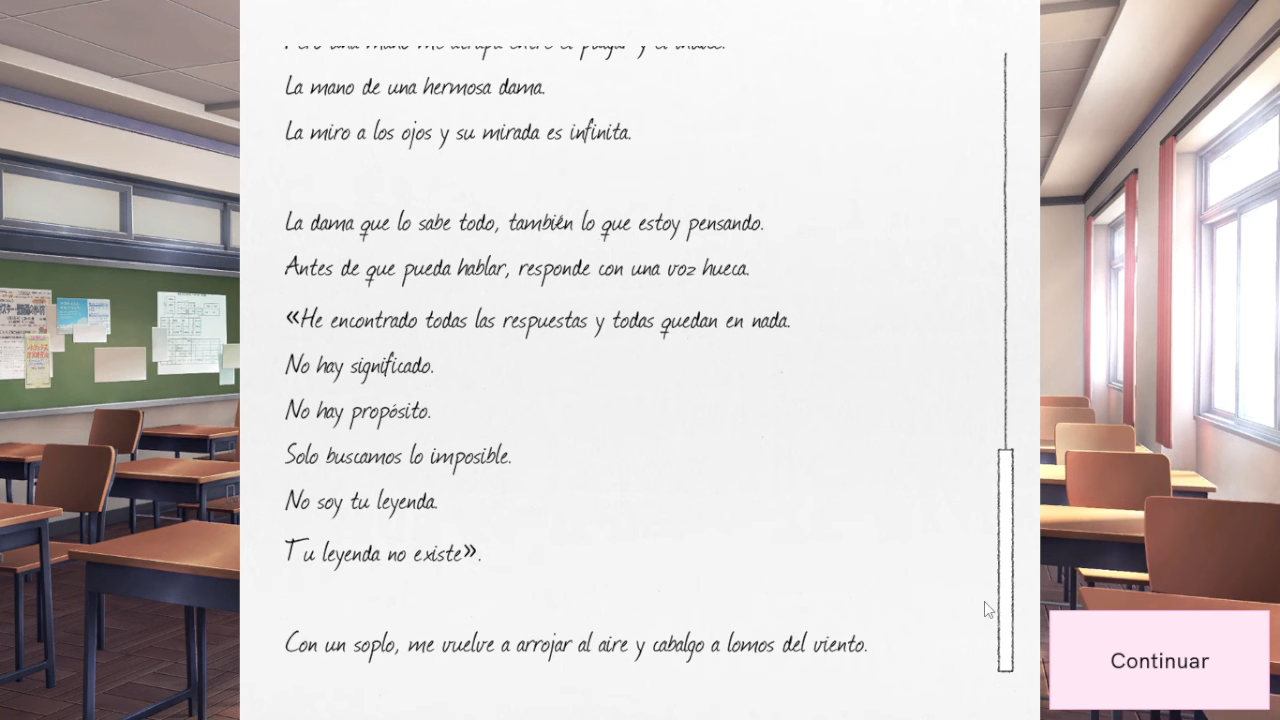 La mano de una hermosa dama.
La miro a los ojos y su mirada es infinita.
La dama que lo sabe todo, también lo que estoy pensando.
Antes de que pueda hablar, responde con una voz hueca.
«He encontrado todas las respuestas y todas quedan en nada.
No hay significado.
No hay propósito.
Solo buscamos lo imposible.
No soy tu leyenda.
Tu leyenda no existe».
Con un soplo, me vuelve a arrojar al aire y cabalgo a lomos del viento.
Continuar